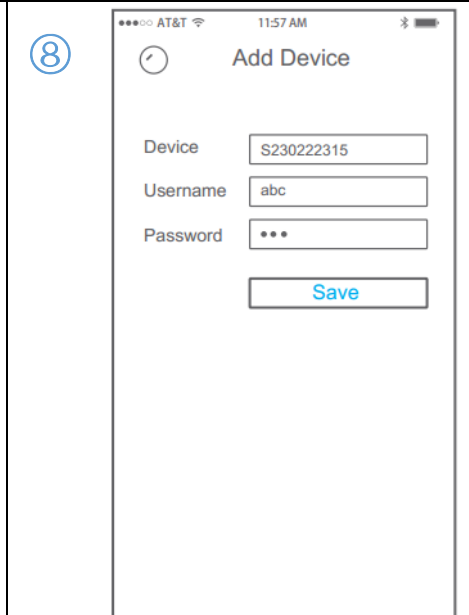 ⑧
●●●○○ AT&T 11:57 AM
Add Device
Device S230222315
Username abc
Password •••
Save